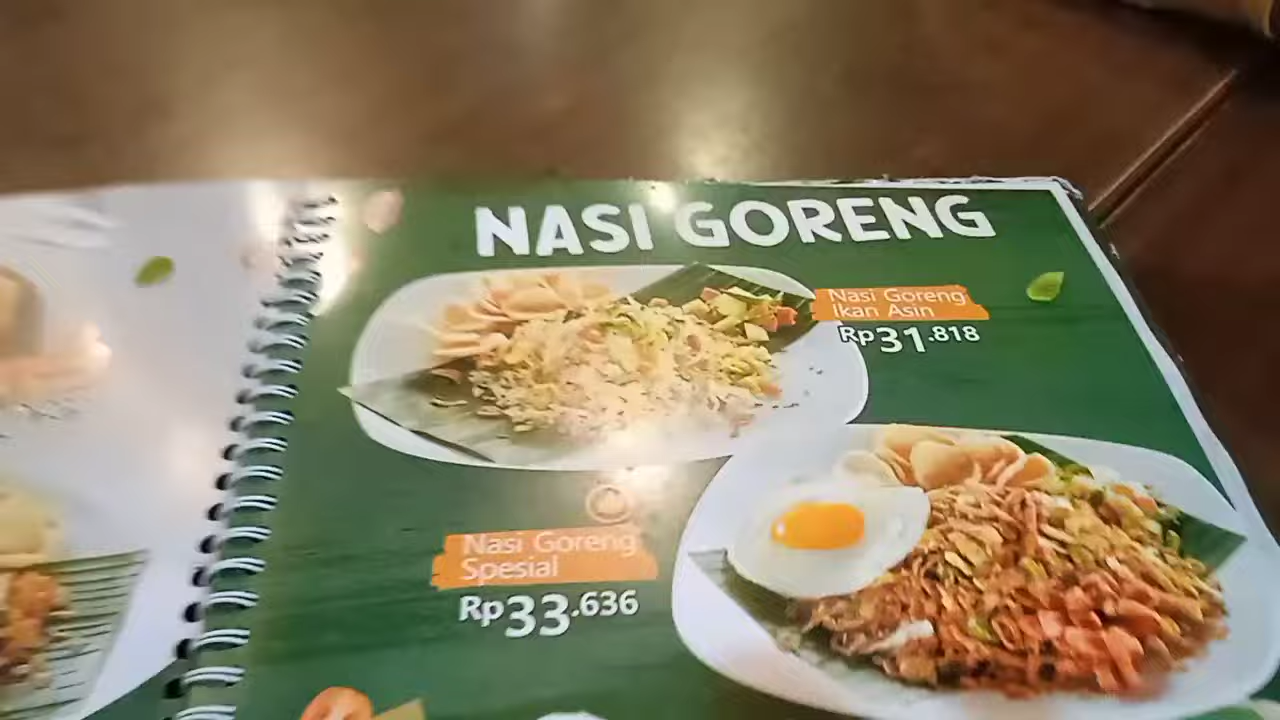 NASI GORENG
Nasi Goreng
Ikan Asin
Rp31.818
Nasi Goreng
Spesial
Rp33.636